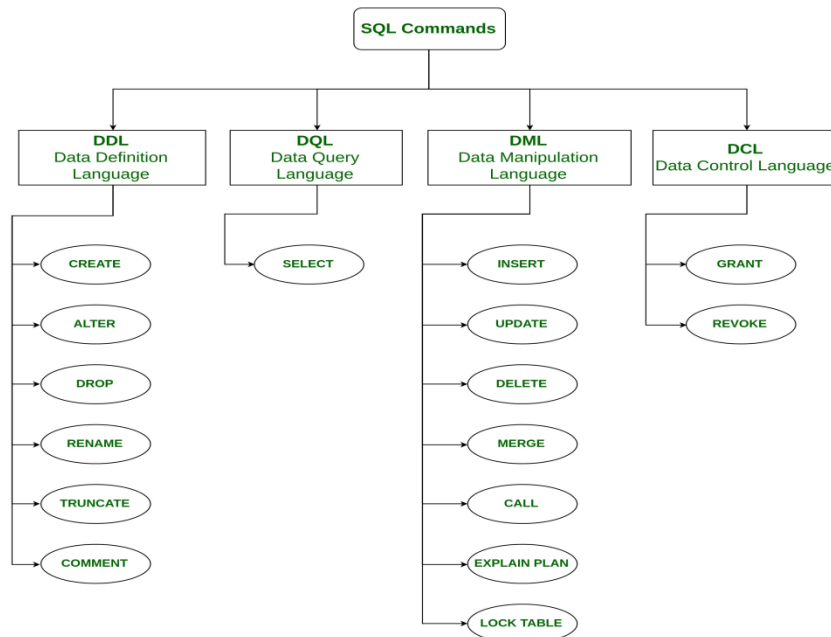 SQL Commands
DDL
Data Definition
Language
DQL
Data Query
Language
DML
Data Manipulation
Language
DCL
Data Control Language
CREATE
ALTER
DROP
RENAME
TRUNCATE
COMMENT
SELECT
INSERT
UPDATE
DELETE
MERGE
CALL
EXPLAIN PLAN
LOCK TABLE
GRANT
REVOKE